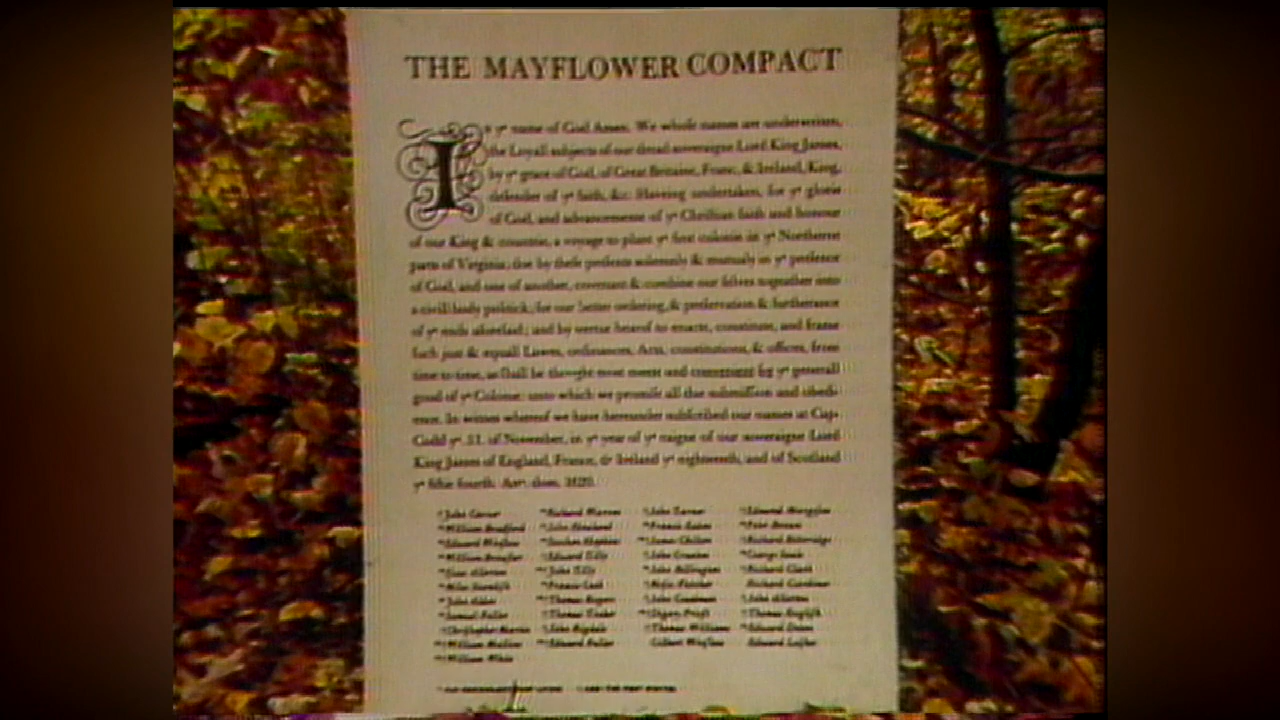 THE MAYFLOWER COMPACT
In yᵉ name of God Amen. We whose names are underwriten,
the Loyall subjects of our dread soveraigne Lord King James,
by yᵉ grace of God, of Great Britaine, Franc, & Ireland, King,
defender of yᵉ faith, &c. Haveing undertaken, for yᵉ glorie
of God, and advancemente of yᵉ Christian faith and honour
of our King & countrie, a voyage to plant yᵉ first colonie in yᵉ Northerne
parts of Virginia; doe by these presents solemnly & mutualy in yᵉ presence
of God, and one of another, covenant & combine our selves togeather into
a civill body politick; for our better ordering, & preservation & furtherance
of yᵉ ends aforesaid; and by vertue hearof to enacte, constitute, and frame
such just & equall Lawes, ordinances, Acts, constitutions, & offices, from
time to time, as shall be thought most meete and convenient for yᵉ generall
good of yᵉ Colonie: unto which we promise all due submission and obedi-
ence. In witness whereof we have hereunder subscribed our names at Cap-
Codd yᵉ .11. of November, in yᵉ year of yᵉ raigne of our soveraigne Lord
King James of England, France, & Ireland yᵉ eighteenth, and of Scotland
yᵉ fiftie fourth. Anᵒ. dom. 1620.
John Carver Richard Warren John Turner
William Bradford John Howland Francis Eaton Peter Brown
Edward Winslow Stephen Hopkins James Chilton
William Brewster Edward Tilly John Crackston George Soule
Isaac Allerton John Tilly John Billington Richard Clark
Miles Standish Francis Cook Moses Fletcher Richard Gardiner
John Alden Thomas Rogers John Goodman John Allerton
Samuel Fuller Thomas Tinker Degory Priest Thomas English
Christopher Martin John Rigdale Thomas Williams Edward Doten
William Mullins Edward Fuller Gilbert Winslow Edward Leister
William White